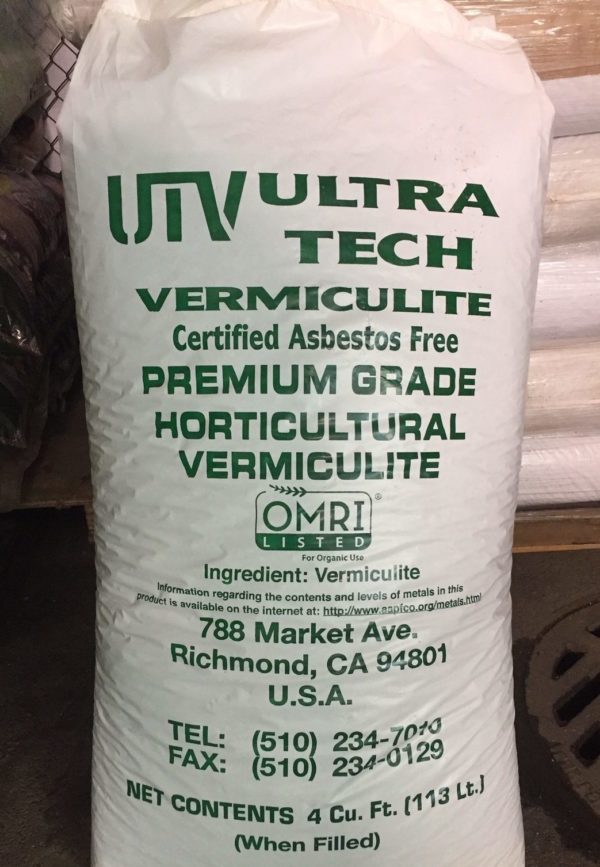 UTV ULTRA
TECH
VERMICULITE
Certified Asbestos Free
PREMIUM GRADE
HORTICULTURAL
VERMICULITE
OMRI ®
LISTED
For Organic Use
Ingredient: Vermiculite
Information regarding the contents and levels of metals in this
product is available on the internet at: http://www.aapfco.org/metals.html
788 Market Ave.
Richmond, CA 94801
U.S.A.
TEL: (510) 234-7010
FAX: (510) 234-0129
NET CONTENTS 4 Cu. Ft. (113 Lt.)
(When Filled)